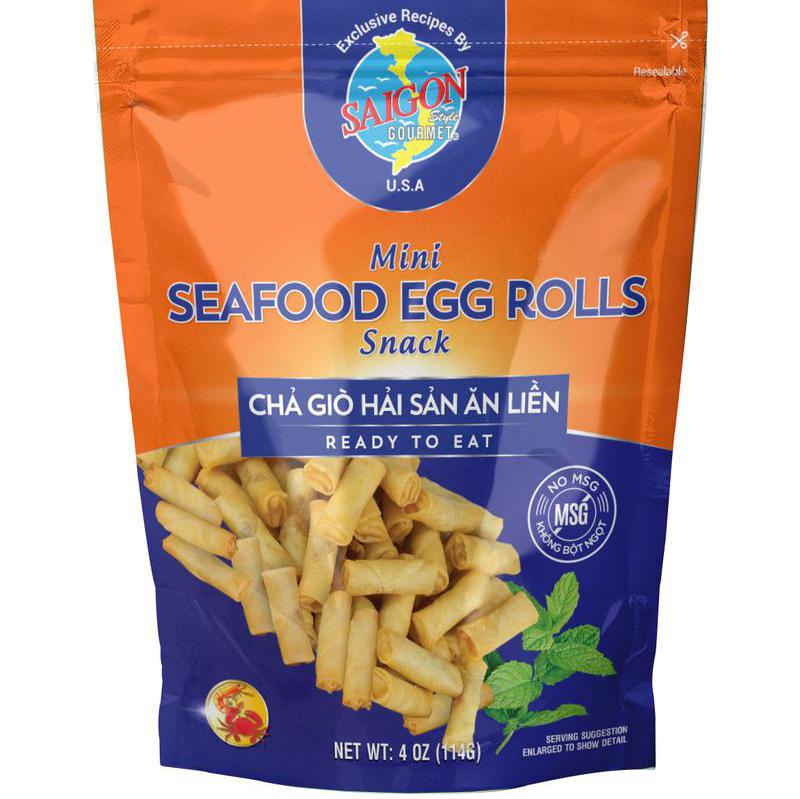 Exclusive Recipes By
SAIGON
Style
GOURMET®
U.S.A
Resealable
Mini
SEAFOOD EGG ROLLS
Snack
CHẢ GIÒ HẢI SẢN ĂN LIỀN
READY TO EAT
NO MSG
MSG
KHÔNG BỘT NGỌT
SERVING SUGGESTION
ENLARGED TO SHOW DETAIL
NET WT: 4 OZ (114G)